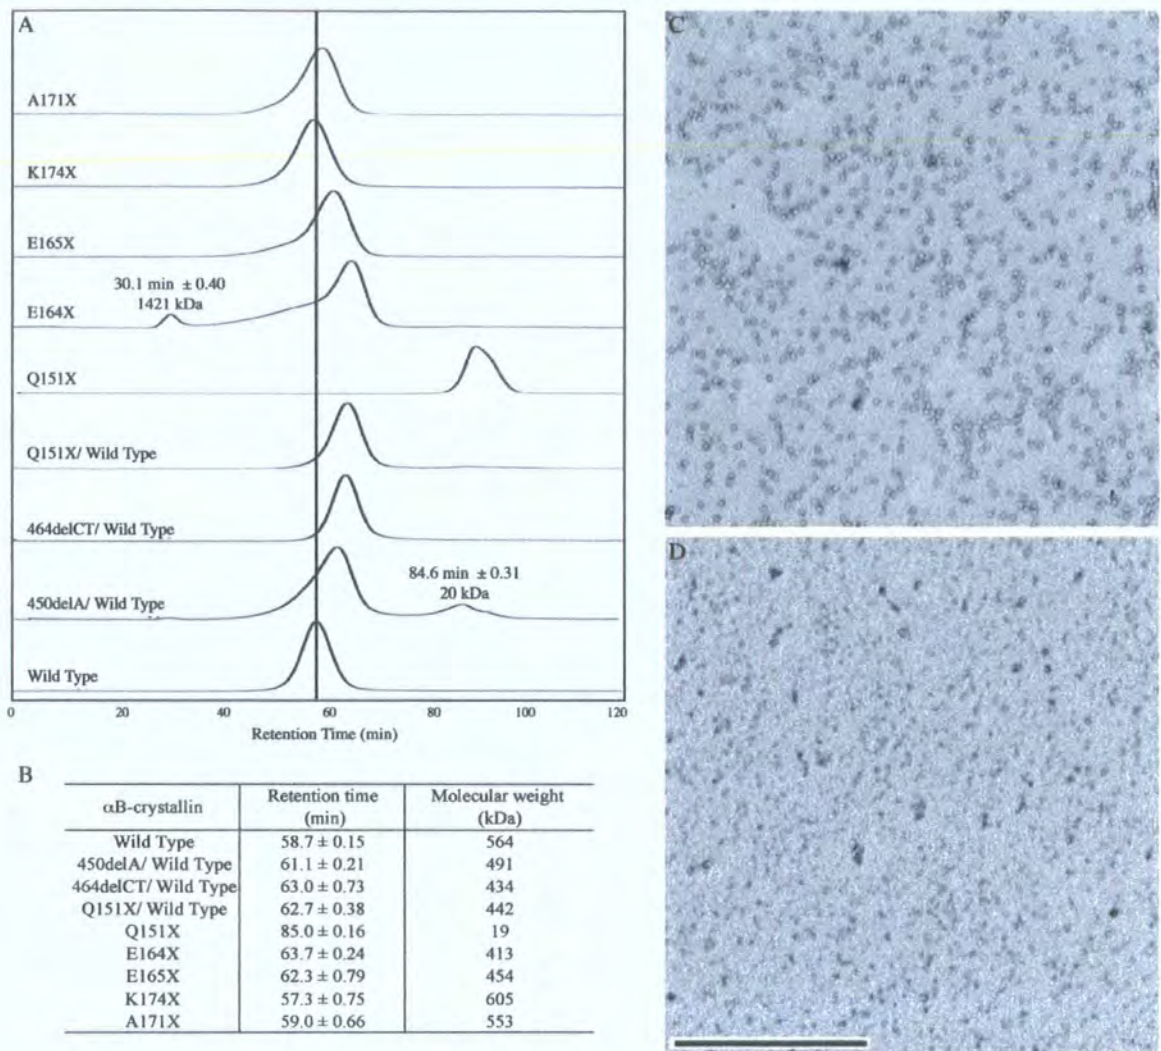 A
A171X
K174X
E165X
30.1 min ± 0.40
1421 kDa
E164X
Q151X
Q151X/ Wild Type
464delCT/ Wild Type
84.6 min ± 0.31
20 kDa
450delA/ Wild Type
Wild Type
0 20 40 60 80 100 120
Retention Time (min)
B
αB-crystallin Retention time (min) Molecular weight (kDa)
Wild Type 58.7 ± 0.15 564
450delA/ Wild Type 61.1 ± 0.21 491
464delCT/ Wild Type 63.0 ± 0.73 434
Q151X/ Wild Type 62.7 ± 0.38 442
Q151X 85.0 ± 0.16 19
E164X 63.7 ± 0.24 413
E165X 62.3 ± 0.79 454
K174X 57.3 ± 0.75 605
A171X 59.0 ± 0.66 553
C
D